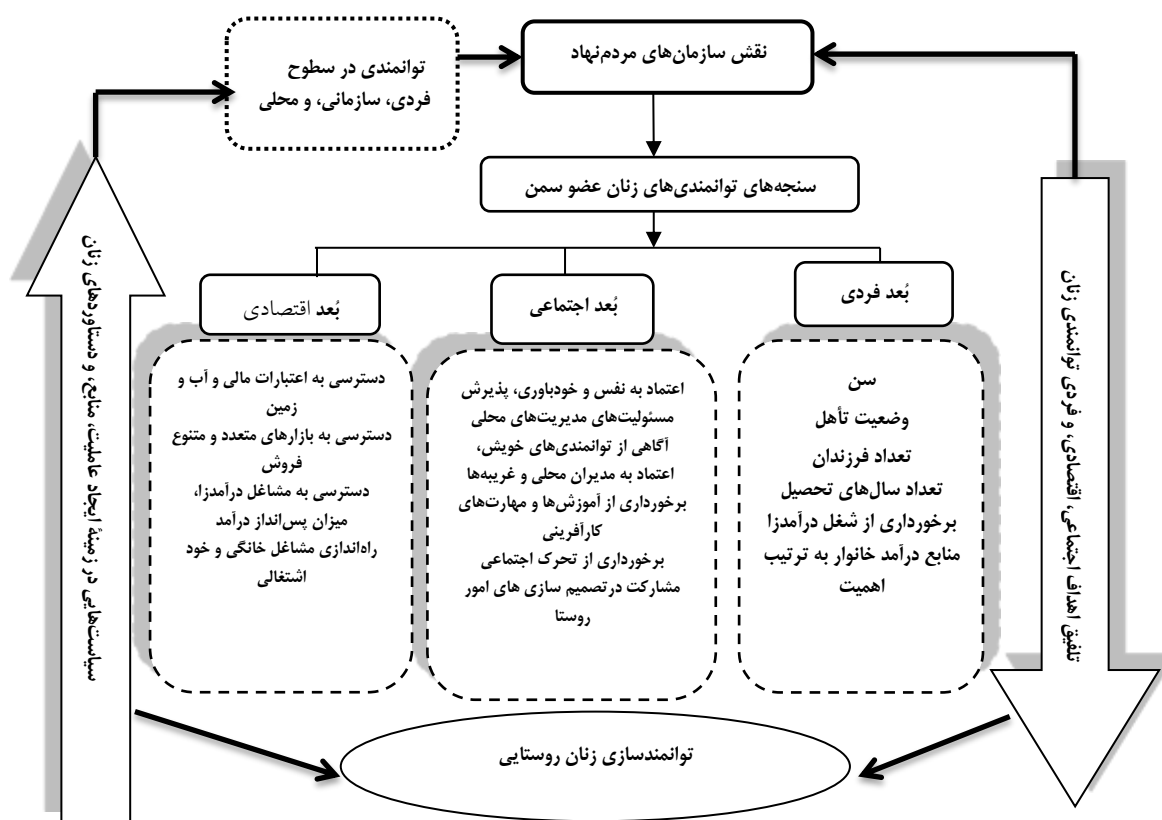 نقش سازمان‌های مردم‌نهاد
توانمندی در سطوح
فردی، سازمانی، و محلی
سنجه‌های توانمندی‌های زنان عضو سمن
بُعد فردی
بُعد اجتماعی
بُعد اقتصادی
سن
وضعیت تأهل
تعداد فرزندان
تعداد سال‌های تحصیل
برخورداری از شغل درآمدزا
منابع درآمد خانوار به ترتیب
اهمیت
اعتماد به نفس و خودباوری، پذیرش
مسئولیت‌های مدیریت‌های محلی
آگاهی از توانمندی‌های خویش،
اعتماد به مدیران محلی و غریبه‌ها
برخورداری از آموزش‌ها و مهارت‌های
کارآفرینی
برخورداری از تحرک اجتماعی
مشارکت درتصمیم سازی های امور
روستا
دسترسی به اعتبارات مالی و آب و
زمین
دسترسی به بازارهای متعدد و متنوع
فروش
دسترسی به مشاغل درآمدزا،
میزان پس‌انداز درآمد
راه‌اندازی مشاغل خانگی و خود
اشتغالی
تلفیق اهداف اجتماعی، اقتصادی، و فردی توانمندی زنان
سیاست‌هایی در زمینهٔ ایجاد عاملیت، منابع، و دستاوردهای زنان
توانمندسازی زنان روستایی